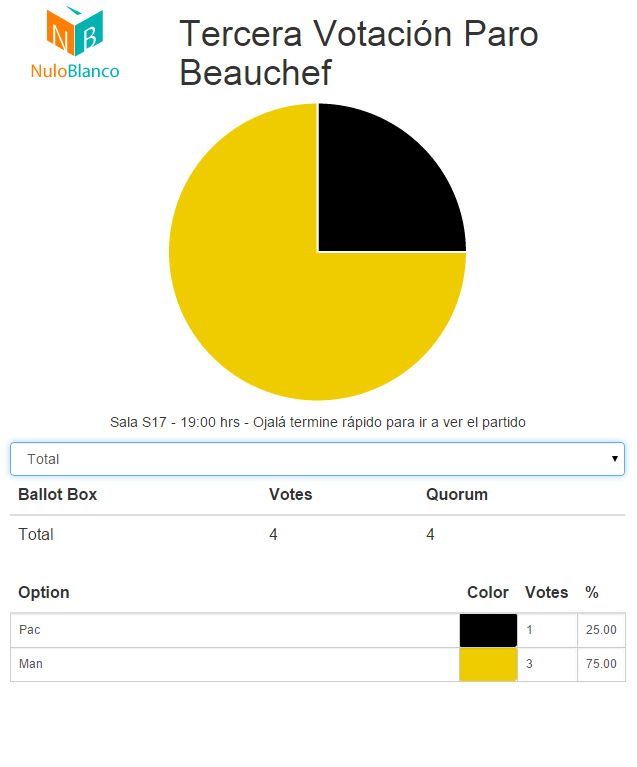 NB
NuloBlanco
Tercera Votación Paro
Beauchef
Sala S17 - 19:00 hrs - Ojalá termine rápido para ir a ver el partido
Total
Ballot Box Votes Quorum
Total 4 4
Option Color Votes %
Pac 1 25.00
Man 3 75.00